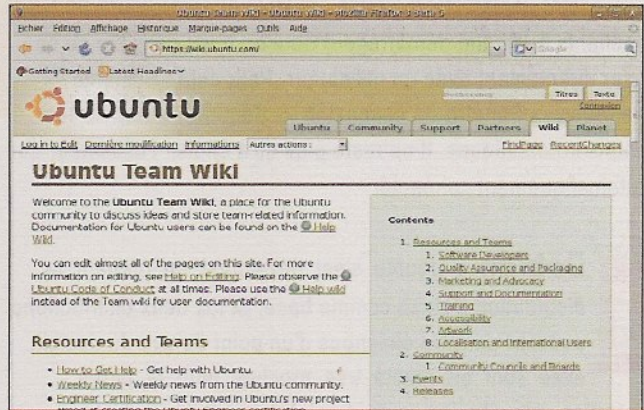 Ubuntu Team Wiki - Ubuntu Wiki - Mozilla Firefox 3 Beta 5
Fichier Édition Affichage Historique Marque-pages Outils Aide
https://wiki.ubuntu.com/
Google
Getting Started Latest Headlines
ubuntu
Titres Texte
Connexion
Ubuntu Community Support Partners Wiki Planet
Log in to Edit Dernière modification Informations Autres actions : FindPage RecentChanges
Ubuntu Team Wiki
Welcome to the Ubuntu Team Wiki, a place for the Ubuntu
community to discuss ideas and store team-related information.
Documentation for Ubuntu users can be found on the Help
Wiki.
You can edit almost all of the pages on this site. For more
information on editing, see Help on Editing. Please observe the
Ubuntu Code of Conduct at all times. Please use the Help wiki
instead of the Team wiki for user documentation.
Resources and Teams
How to Get Help - Get help with Ubuntu.
Weekly News - Weekly news from the Ubuntu community.
Engineer Certification - Get involved in Ubuntu's new project
Contents
1. Resources and Teams
1. Software Developers
2. Quality Assurance and Packaging
3. Marketing and Advocacy
4. Support and Documentation
5. Training
6. Accessibility
7. Artwork
8. Localisation and International Users
2. Community
1. Community Councils and Boards
3. Events
4. Releases